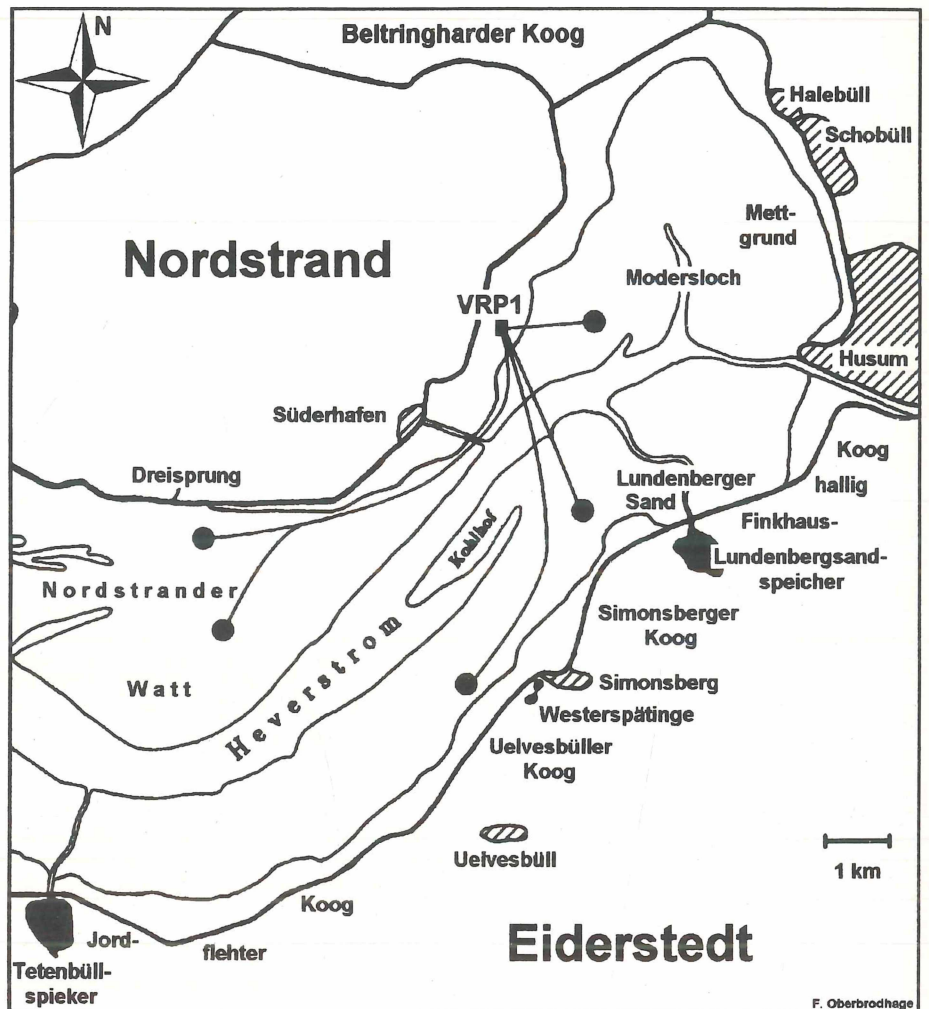 N
Beltringharder Koog
Halebüll
Schobüll
Mett-
grund
Nordstrand
Modersloch
VRP1
Husum
Süderhafen
Koog
hallig
Dreisprung
Lundenberger
Sand
Finkhaus-
Kohlhof
Lundenbergsand-
speicher
Nordstrander
Simonsberger
Koog
Heverstrom
Watt
Simonsberg
Westerspätinge
Uelvesbüller
Koog
Uelvesbüll
1 km
Koog
Jord-
flehter
Eiderstedt
Tetenbüll-
spieker
F. Oberbrodhage